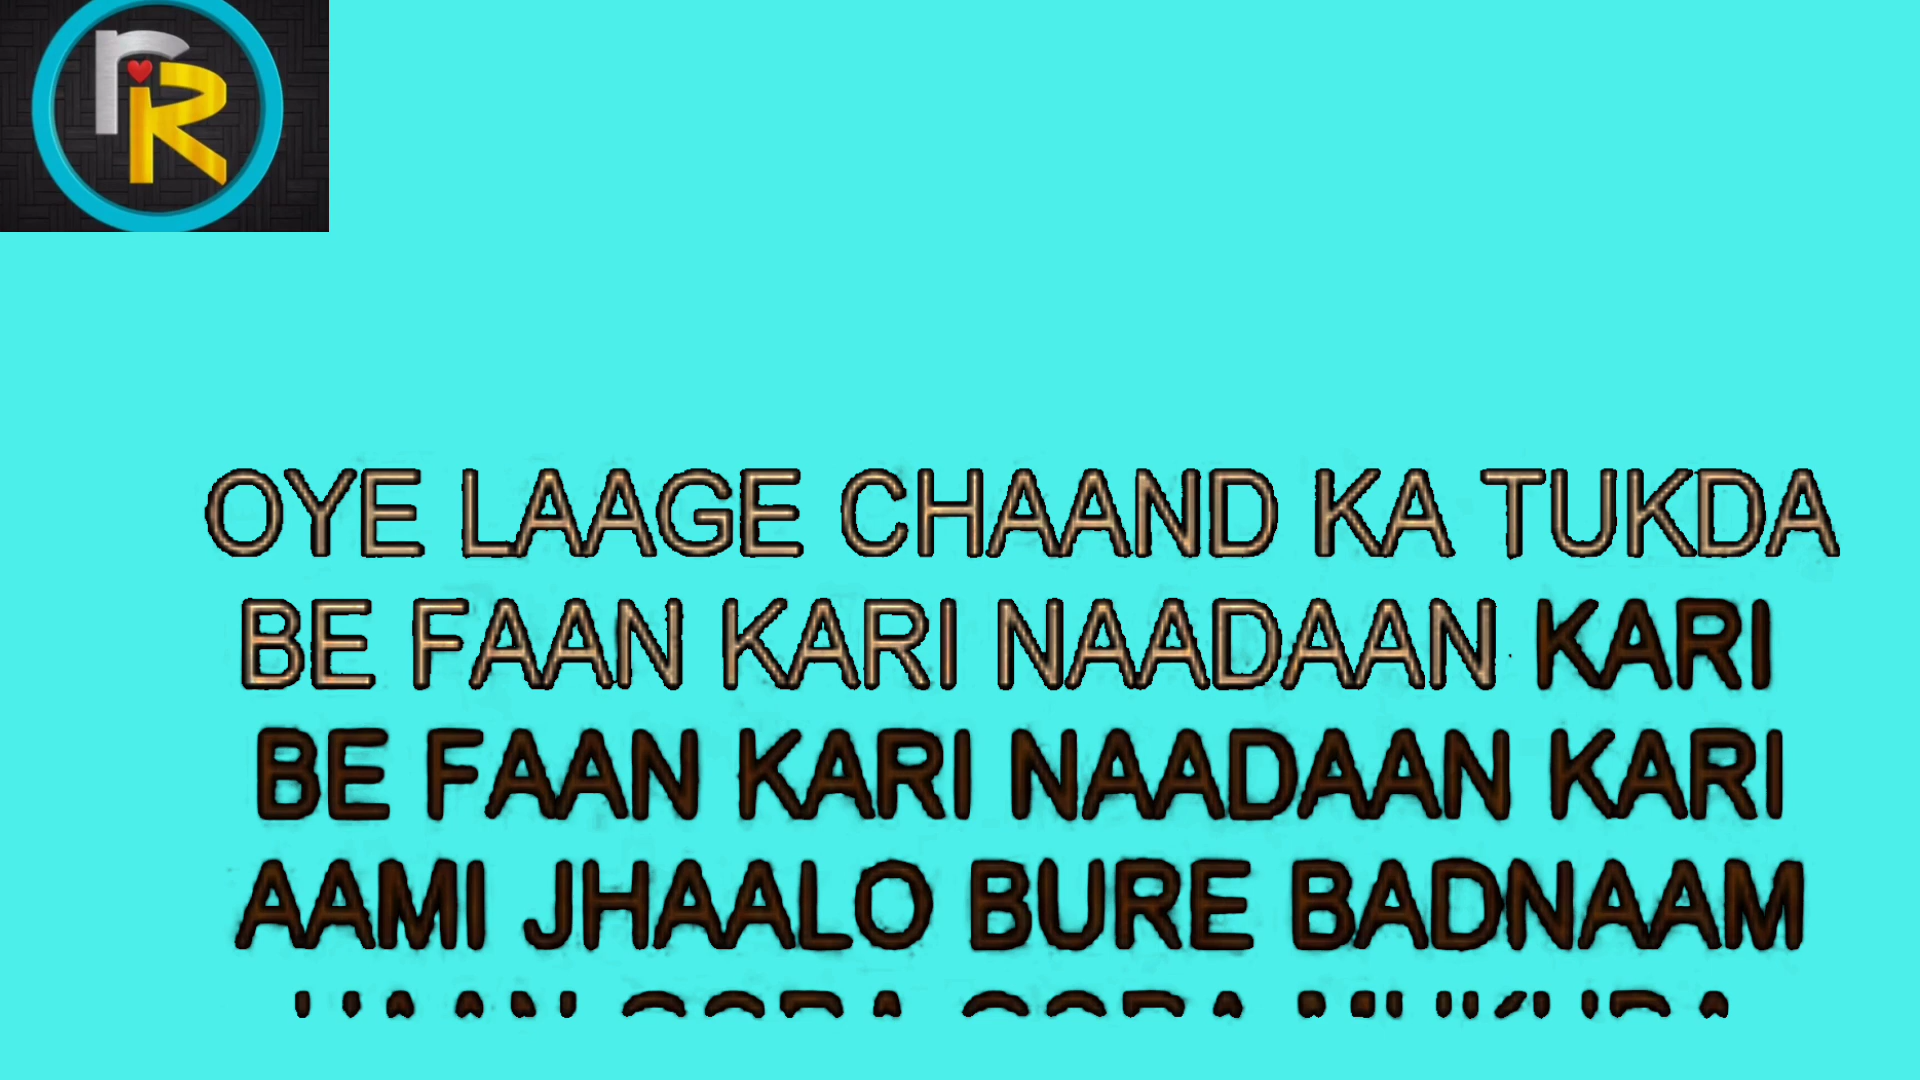 rR
OYE LAAGE CHAAND KA TUKDA
BE FAAN KARI NAADAAN KARI
BE FAAN KARI NAADAAN KARI
AAMI JHAALO BURE BADNAAM